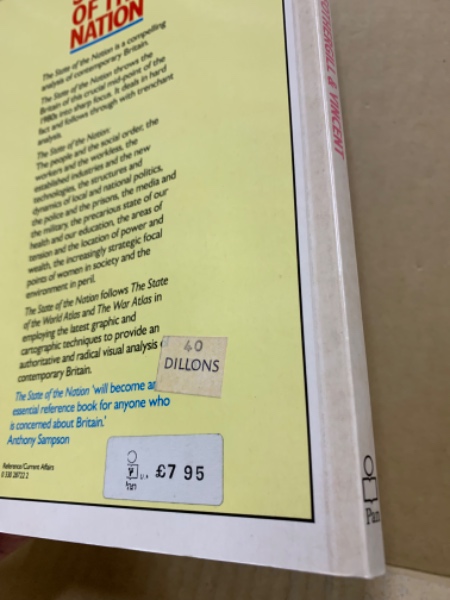 OF THE
NATION
The State of the Nation is a compelling
analysis of contemporary Britain.
The State of the Nation throws the
Britain of this crucial mid-point of the
1980s into sharp focus. It deals in hard
fact and follows through with trenchant
analysis.
The State of the Nation:
The people and the social order, the
workers and the workless, the
established industries and the new
technologies, the structures and
dynamics of local and national politics,
the police and the prisons, the media and
the military, the precarious state of our
health and our education, the areas of
tension and the location of power and
wealth, the increasingly strategic focal
points of women in society and the
environment in peril.
The State of the Nation follows The State
of the World Atlas and The War Atlas in
employing the latest graphic and
cartographic techniques to provide an
authoritative and radical visual analysis
contemporary Britain.
The State of the Nation 'will become an
essential reference book for anyone who
is concerned about Britain.'
Anthony Sampson
Reference/Current Affairs
0 330 28722 2
40
DILLONS
U.P. £7 95
& VINCENT
Pan